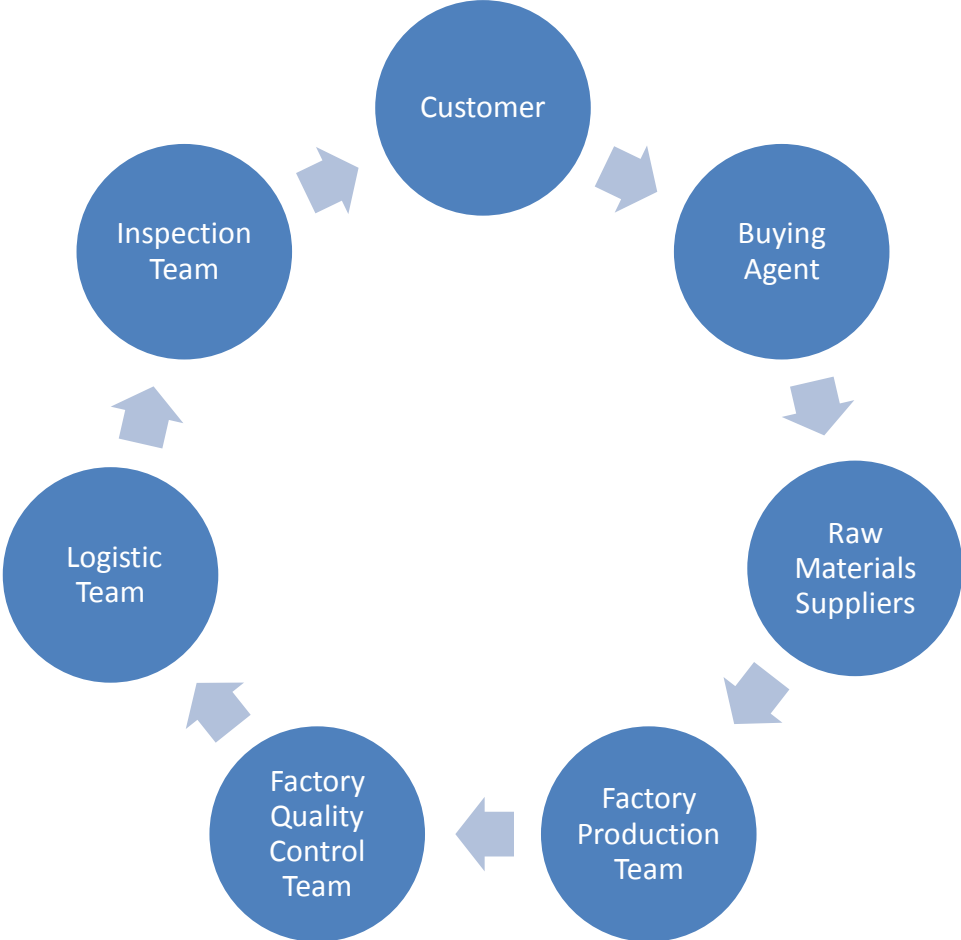 Customer
Buying
Agent
Raw
Materials
Suppliers
Factory
Production
Team
Factory
Quality
Control
Team
Logistic
Team
Inspection
Team